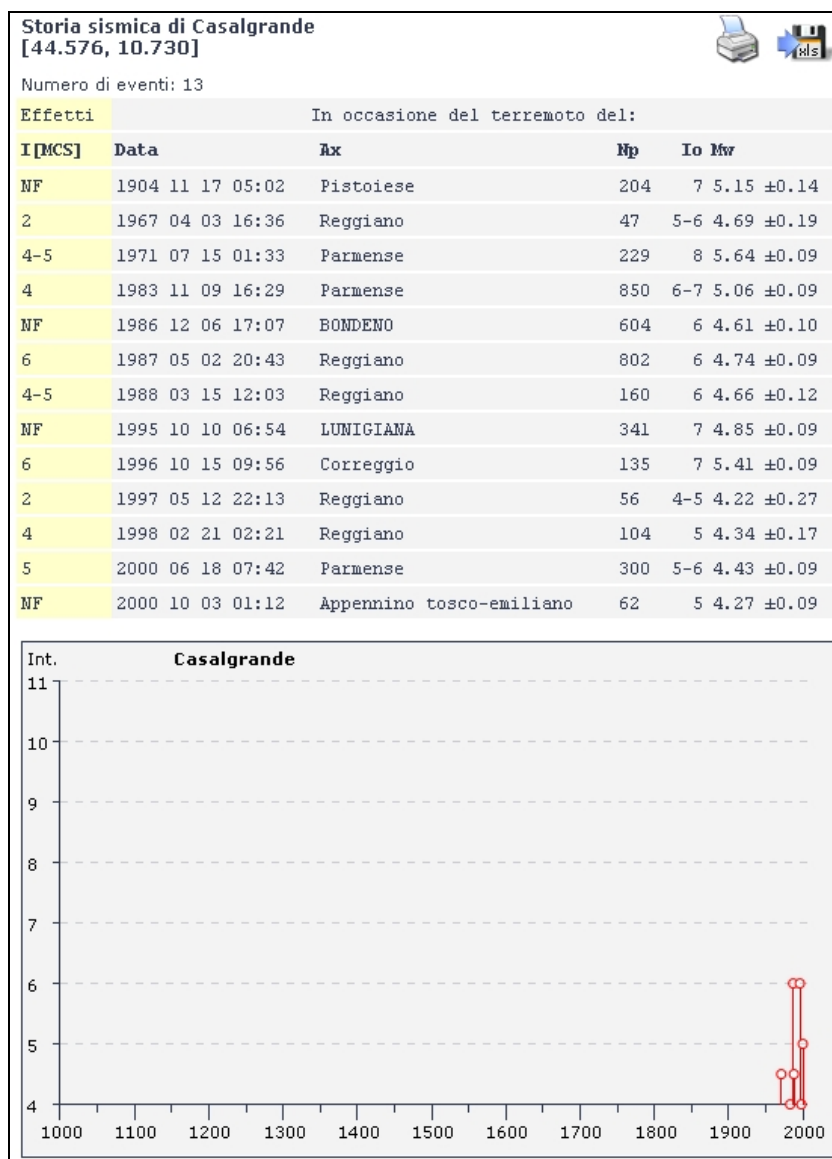 Storia sismica di Casalgrande
[44.576, 10.730]
xls
Numero di eventi: 13
Effetti In occasione del terremoto del:
I[MCS] Data Ax Np Io Mw
NF 1904 11 17 05:02 Pistoiese 204 7 5.15 ±0.14
2 1967 04 03 16:36 Reggiano 47 5-6 4.69 ±0.19
4-5 1971 07 15 01:33 Parmense 229 8 5.64 ±0.09
4 1983 11 09 16:29 Parmense 850 6-7 5.06 ±0.09
NF 1986 12 06 17:07 BONDENO 604 6 4.61 ±0.10
6 1987 05 02 20:43 Reggiano 802 6 4.74 ±0.09
4-5 1988 03 15 12:03 Reggiano 160 6 4.66 ±0.12
NF 1995 10 10 06:54 LUNIGIANA 341 7 4.85 ±0.09
6 1996 10 15 09:56 Correggio 135 7 5.41 ±0.09
2 1997 05 12 22:13 Reggiano 56 4-5 4.22 ±0.27
4 1998 02 21 02:21 Reggiano 104 5 4.34 ±0.17
5 2000 06 18 07:42 Parmense 300 5-6 4.43 ±0.09
NF 2000 10 03 01:12 Appennino tosco-emiliano 62 5 4.27 ±0.09
Int. Casalgrande
11
10
9
8
7
6
5
4
1000 1100 1200 1300 1400 1500 1600 1700 1800 1900 2000